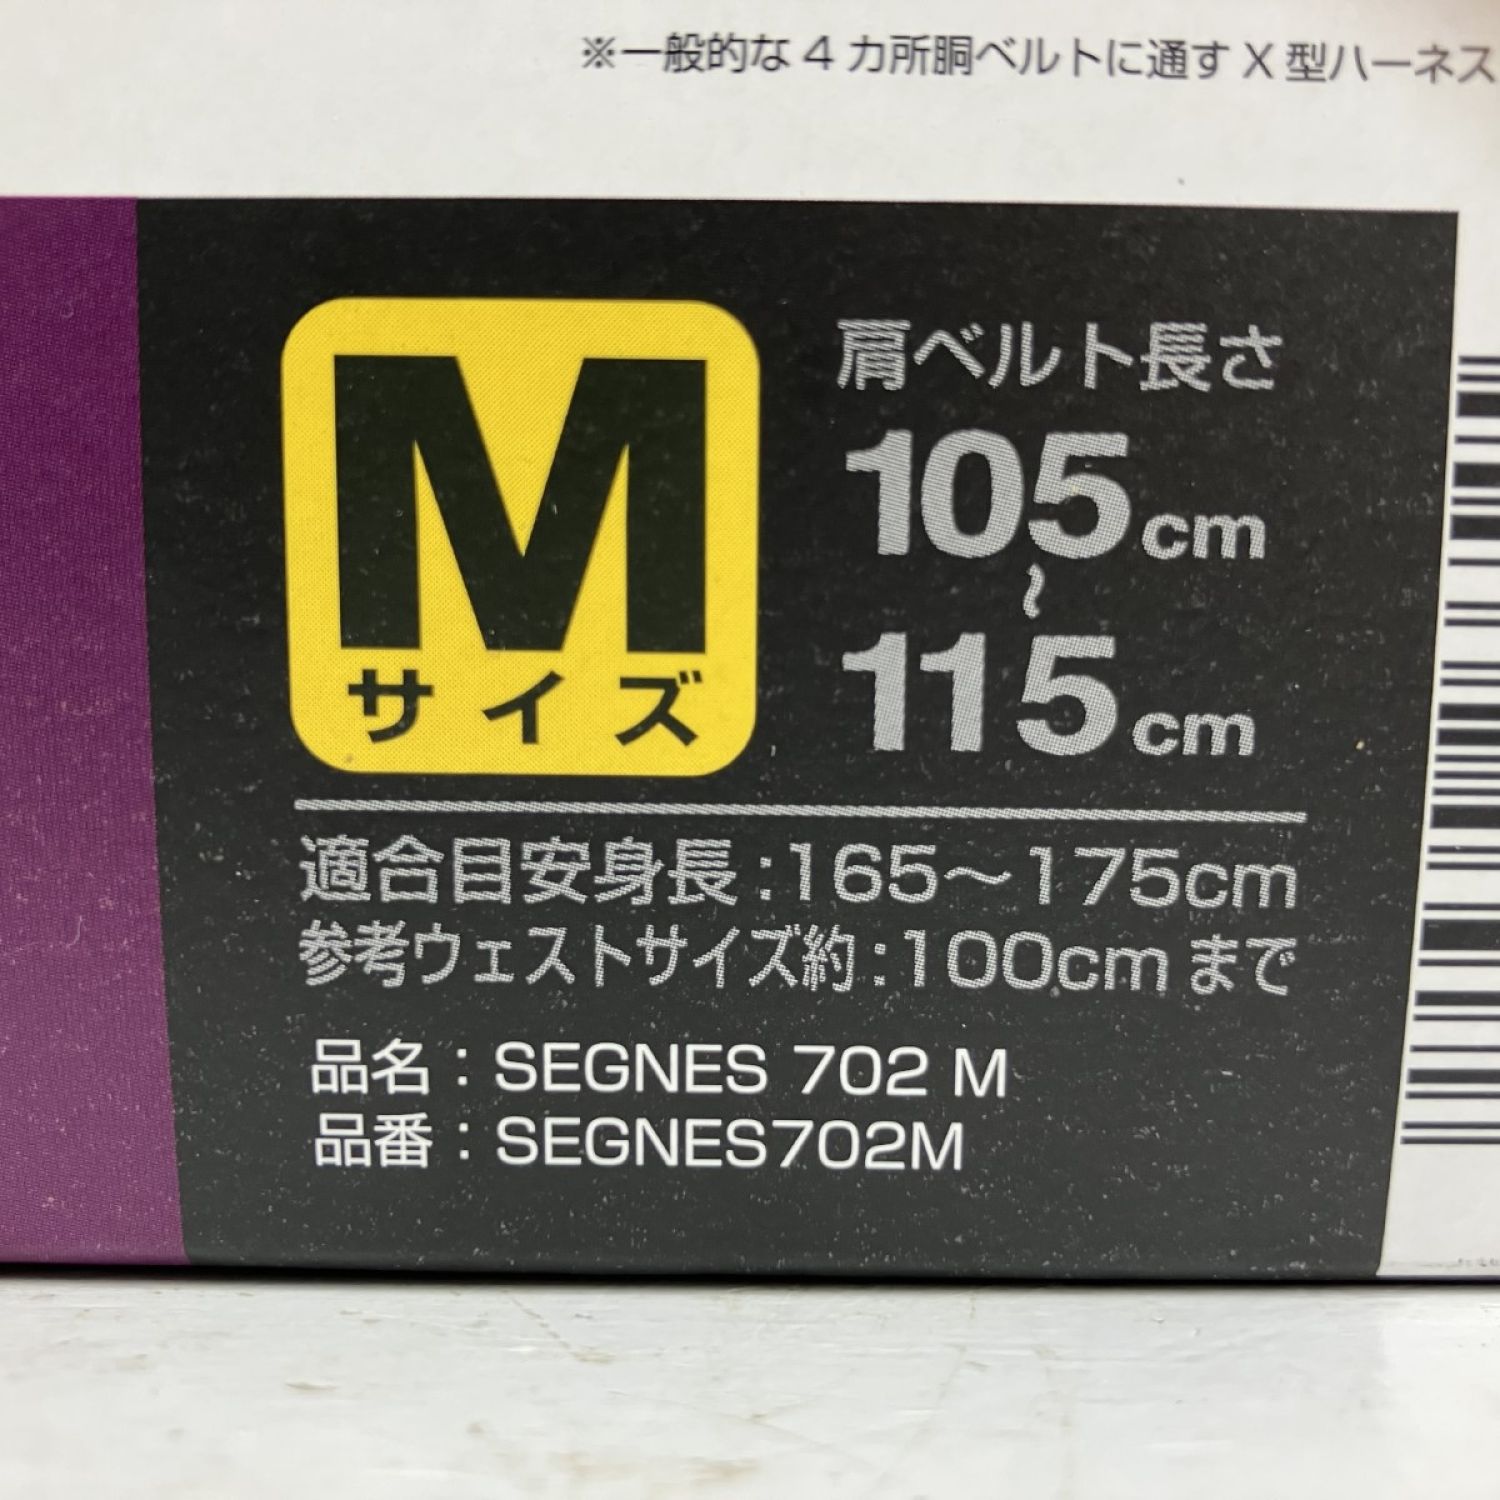 ※一般的な4カ所胴ベルトに通すX型ハーネス
M
サイズ
肩ベルト長さ
105cm
〜
115cm
適合目安身長:165〜175cm
参考ウェストサイズ約:100cmまで
品名：SEGNES 702 M
品番：SEGNES702M